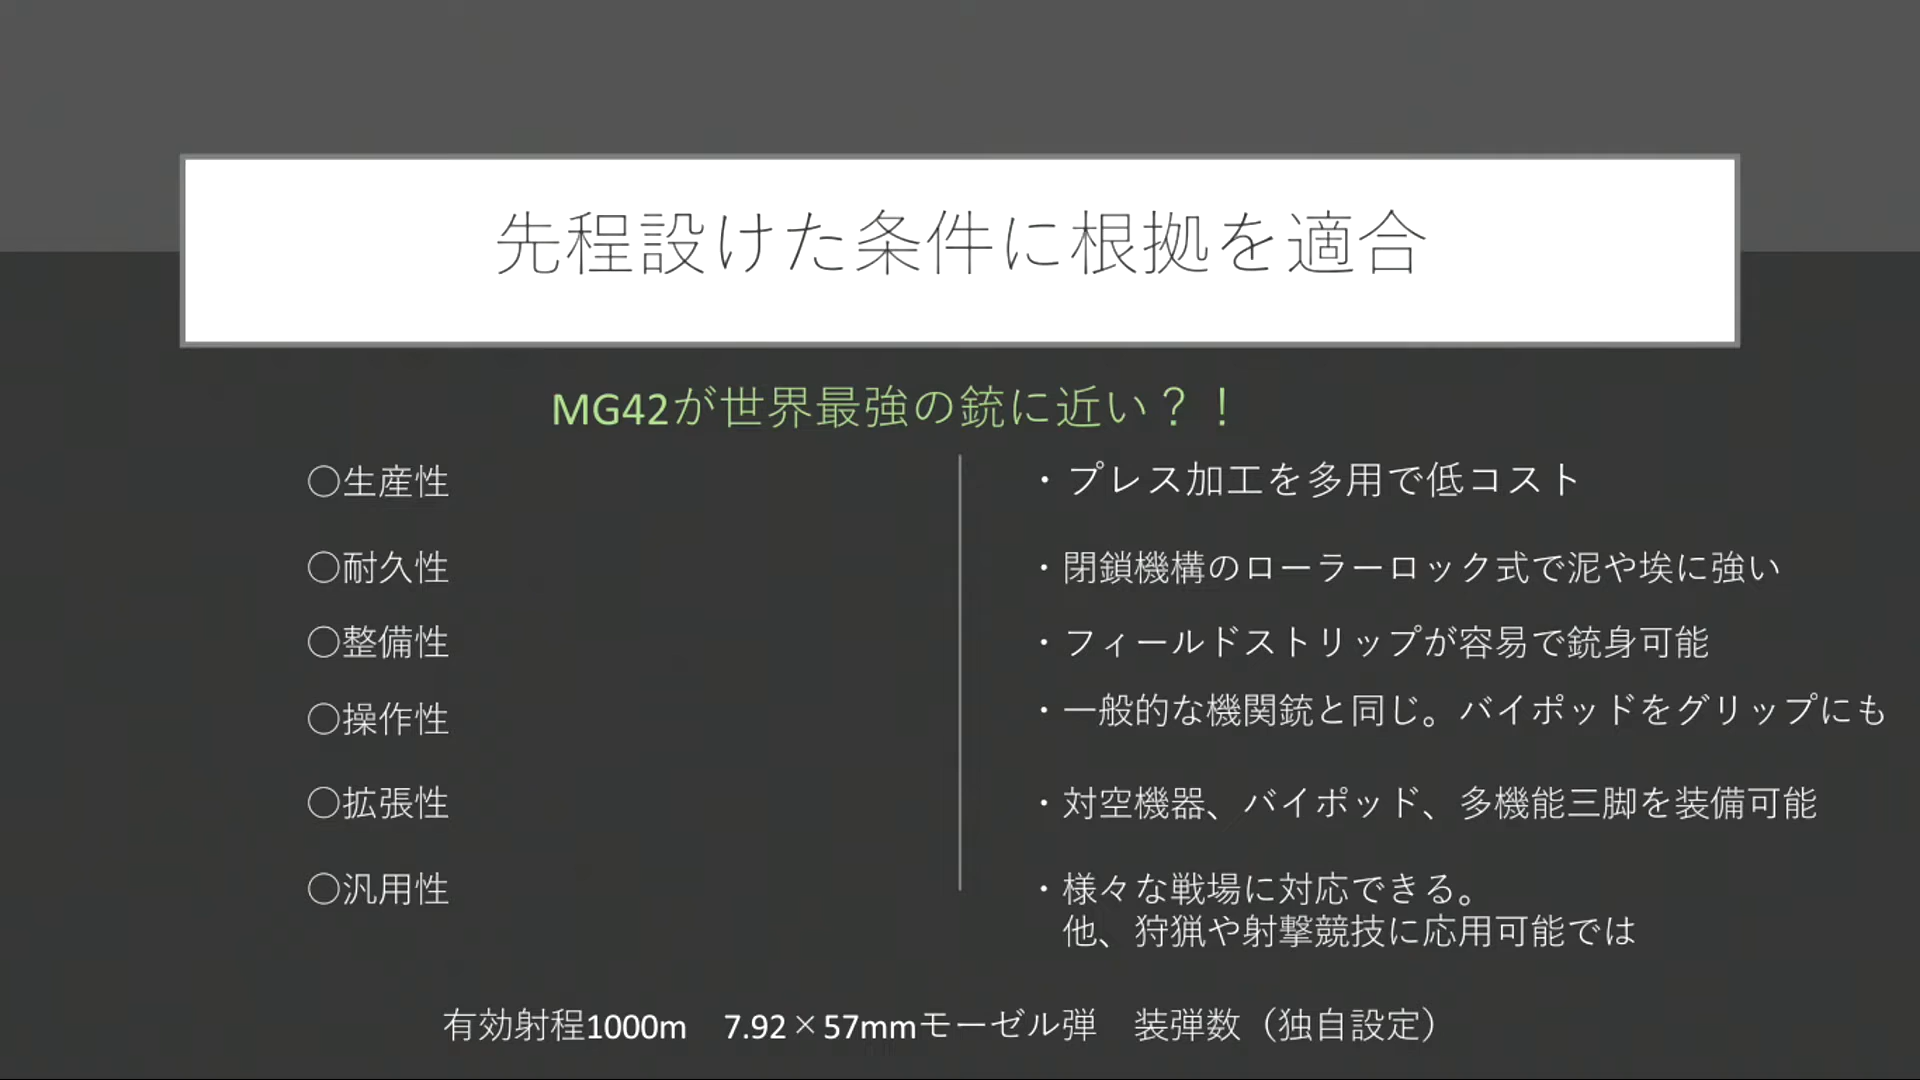 先程設けた条件に根拠を適合
MG42が世界最強の銃に近い？！
○生産性
・プレス加工を多用で低コスト
○耐久性
・閉鎖機構のローラーロック式で泥や埃に強い
○整備性
・フィールドストリップが容易で銃身可能
○操作性
・一般的な機関銃と同じ。バイポッドをグリップにも
○拡張性
・対空機器、バイポッド、多機能三脚を装備可能
○汎用性
・様々な戦場に対応できる。
他、狩猟や射撃競技に応用可能では
有効射程1000m　7.92×57mmモーゼル弾　装弾数（独自設定）